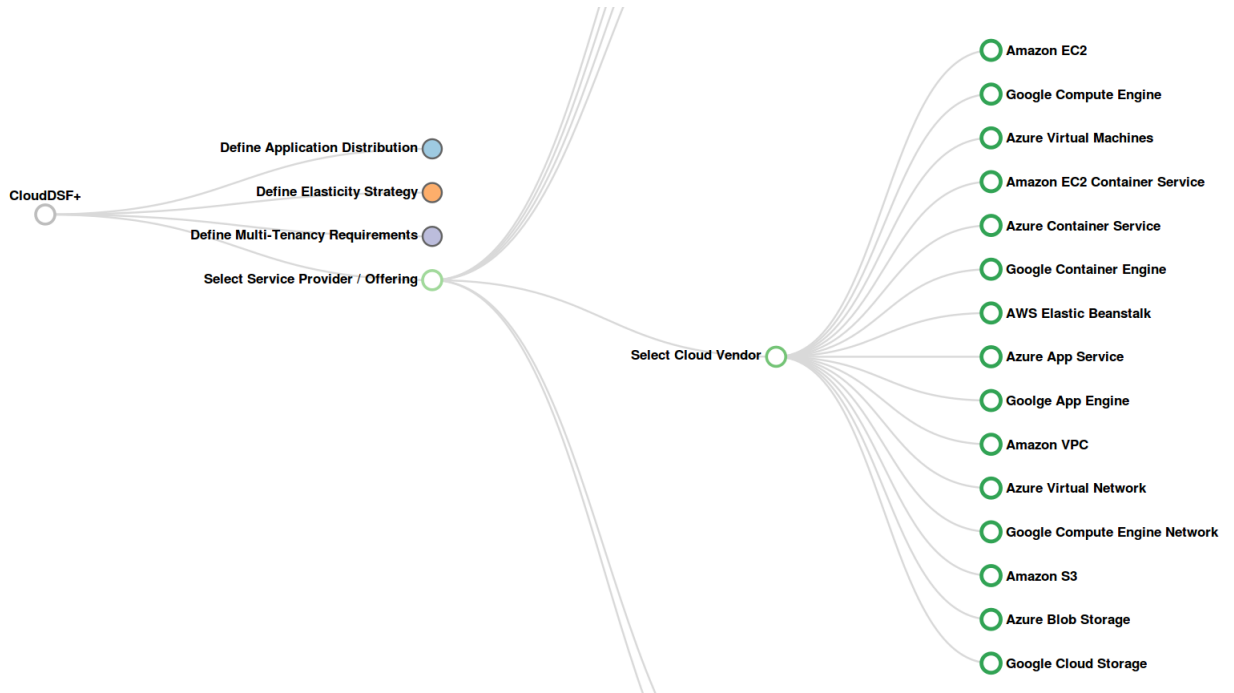 CloudDSF+
Define Application Distribution
Define Elasticity Strategy
Define Multi-Tenancy Requirements
Select Service Provider / Offering
Select Cloud Vendor
Amazon EC2
Google Compute Engine
Azure Virtual Machines
Amazon EC2 Container Service
Azure Container Service
Google Container Engine
AWS Elastic Beanstalk
Azure App Service
Goolge App Engine
Amazon VPC
Azure Virtual Network
Google Compute Engine Network
Amazon S3
Azure Blob Storage
Google Cloud Storage